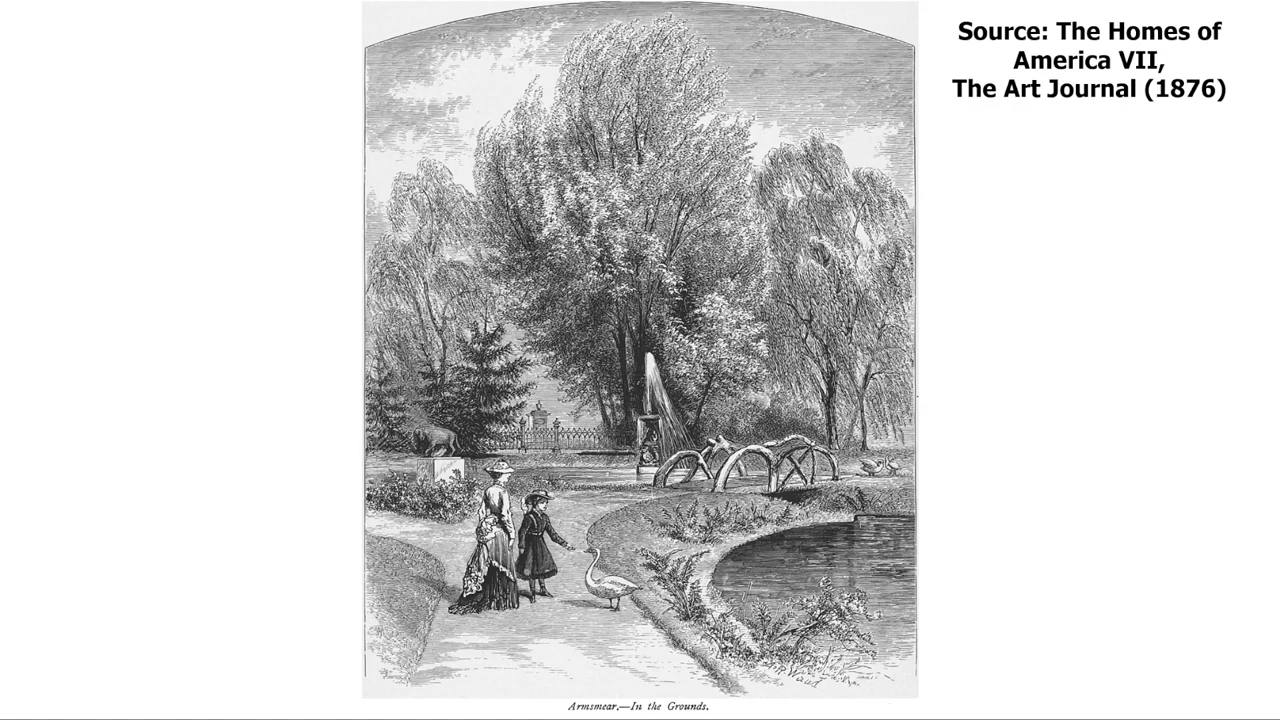 Source: The Homes of
America VII,
The Art Journal (1876)
Armsmear.—In the Grounds.